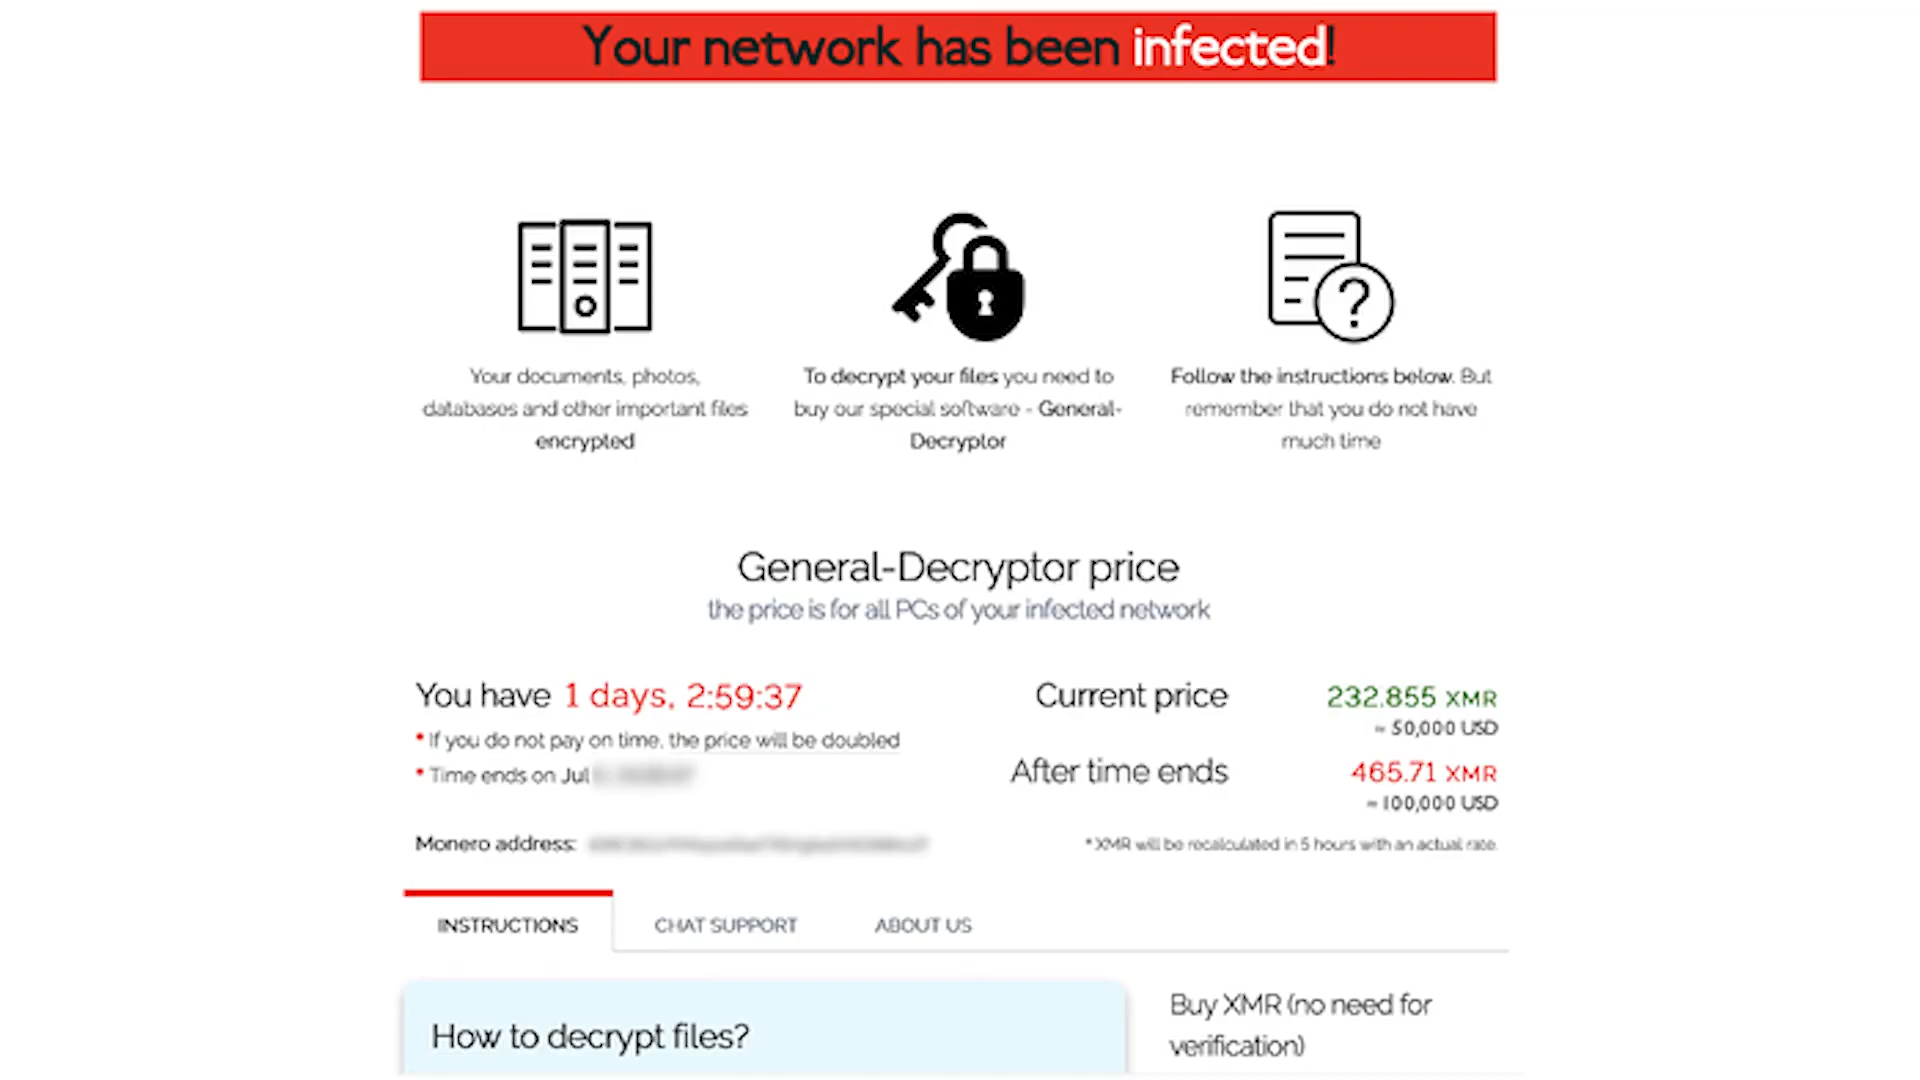 Your network has been infected!
Your documents, photos,
databases and other important files
encrypted
To decrypt your files you need to
buy our special software - General-
Decryptor
Follow the instructions below. But
remember that you do not have
much time
General-Decryptor price
the price is for all PCs of your infected network
You have 1 days, 2:59:37
* If you do not pay on time, the price will be doubled
* Time ends on Jul
Current price 232.855 XMR
≈ 50,000 USD
After time ends 465.71 XMR
≈ 100,000 USD
Monero address:
* XMR will be recalculated in 5 hours with an actual rate.
INSTRUCTIONS CHAT SUPPORT ABOUT US
How to decrypt files?
Buy XMR (no need for
verification)